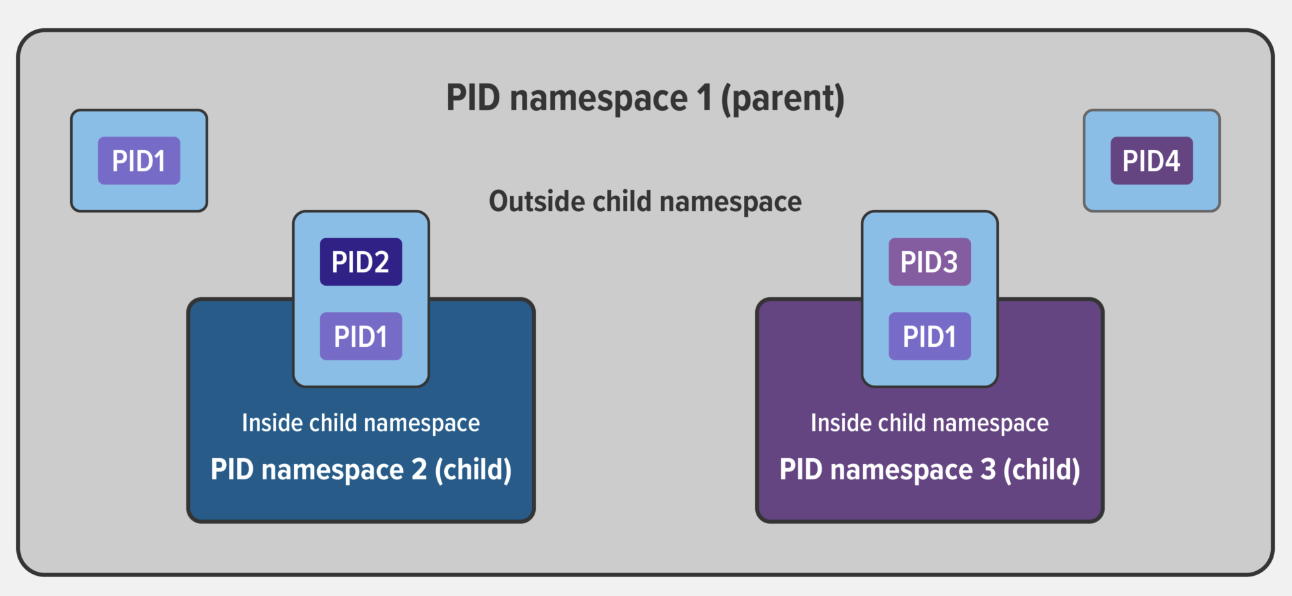 PID namespace 1 (parent)
PID1
PID4
Outside child namespace
PID2
PID1
Inside child namespace
PID namespace 2 (child)
PID3
PID1
Inside child namespace
PID namespace 3 (child)